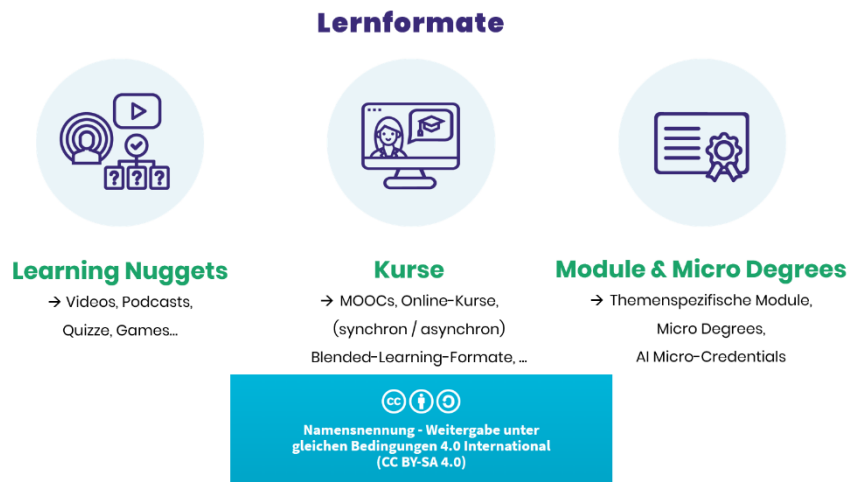 Lernformate
? ? ?
Learning Nuggets
→ Videos, Podcasts,
Quizze, Games...
Kurse
→ MOOCs, Online-Kurse,
(synchron / asynchron)
Blended-Learning-Formate, ...
Module & Micro Degrees
→ Themenspezifische Module,
Micro Degrees,
AI Micro-Credentials
cc
Namensnennung - Weitergabe unter
gleichen Bedingungen 4.0 International
(CC BY-SA 4.0)